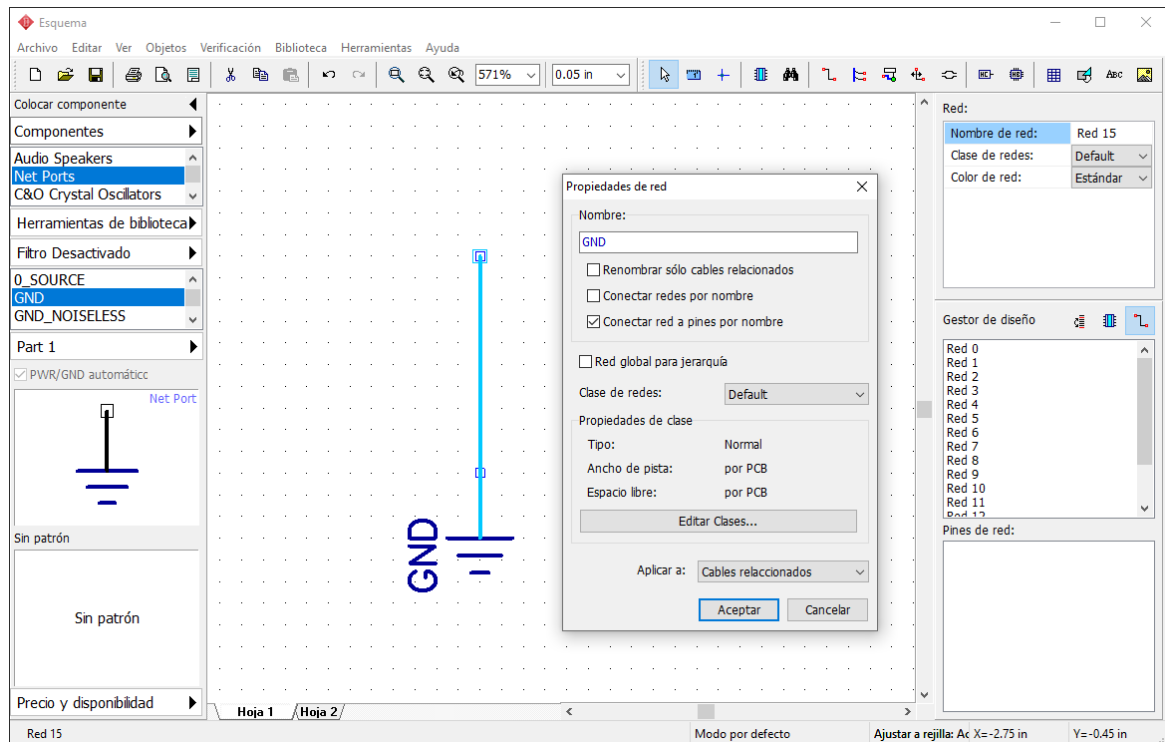 Esquema
Archivo Editar Ver Objetos Verificación Biblioteca Herramientas Ayuda
571%
0.05 in
ABC
Colocar componente
Componentes
Audio Speakers
Net Ports
C&O Crystal Oscillators
Herramientas de biblioteca
Filtro Desactivado
0_SOURCE
GND
GND_NOISELESS
Part 1
PWR/GND automáticc
Net Port
Sin patrón
Sin patrón
Precio y disponibilidad
GND
Hoja 1
Hoja 2
Propiedades de red
Nombre:
GND
Renombrar sólo cables relacionados
Conectar redes por nombre
Conectar red a pines por nombre
Red global para jerarquía
Clase de redes: Default
Propiedades de clase
Tipo: Normal
Ancho de pista: por PCB
Espacio libre: por PCB
Editar Clases...
Aplicar a: Cables relaccionados
Aceptar Cancelar
Red:
Nombre de red: Red 15
Clase de redes: Default
Color de red: Estándar
Gestor de diseño
Red 0
Red 1
Red 2
Red 3
Red 4
Red 5
Red 6
Red 7
Red 8
Red 9
Red 10
Red 11
Red 12
Pines de red:
Red 15
Modo por defecto
Ajustar a rejilla: Ac
X=-2.75 in
Y=-0.45 in